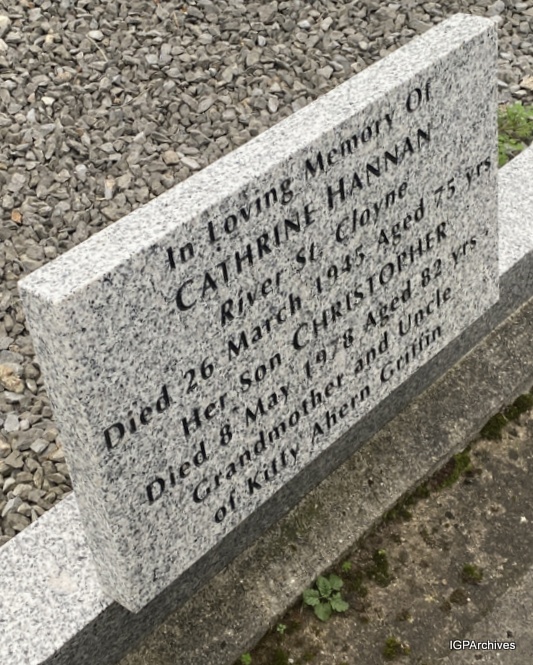 In Loving Memory Of
CATHRINE HANNAN
River St. Cloyne
Died 26 March 1945 Aged 75 yrs
Her Son CHRISTOPHER
Died 8 May 1978 Aged 82 yrs.
Grandmother and Uncle
of Kitty Ahern Griffin
IGPArchives